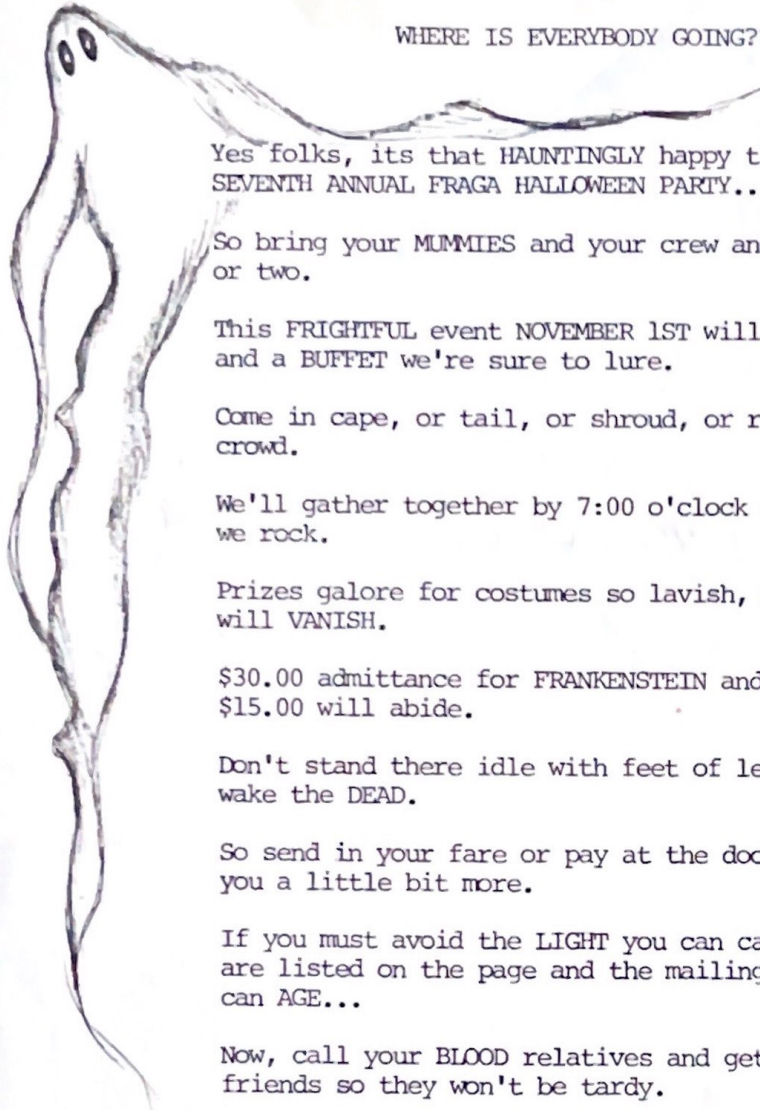 WHERE IS EVERYBODY GOING?
Yes folks, its that HAUNTINGLY happy t
SEVENTH ANNUAL FRAGA HALLOWEEN PARTY..
So bring your MUMMIES and your crew an
or two.
This FRIGHTFUL event NOVEMBER 1ST will
and a BUFFET we're sure to lure.
Come in cape, or tail, or shroud, or r
crowd.
We'll gather together by 7:00 o'clock
we rock.
Prizes galore for costumes so lavish,
will VANISH.
$30.00 admittance for FRANKENSTEIN and
$15.00 will abide.
Don't stand there idle with feet of le
wake the DEAD.
So send in your fare or pay at the doo
you a little bit more.
If you must avoid the LIGHT you can ca
are listed on the page and the mailing
can AGE...
Now, call your BLOOD relatives and get
friends so they won't be tardy.